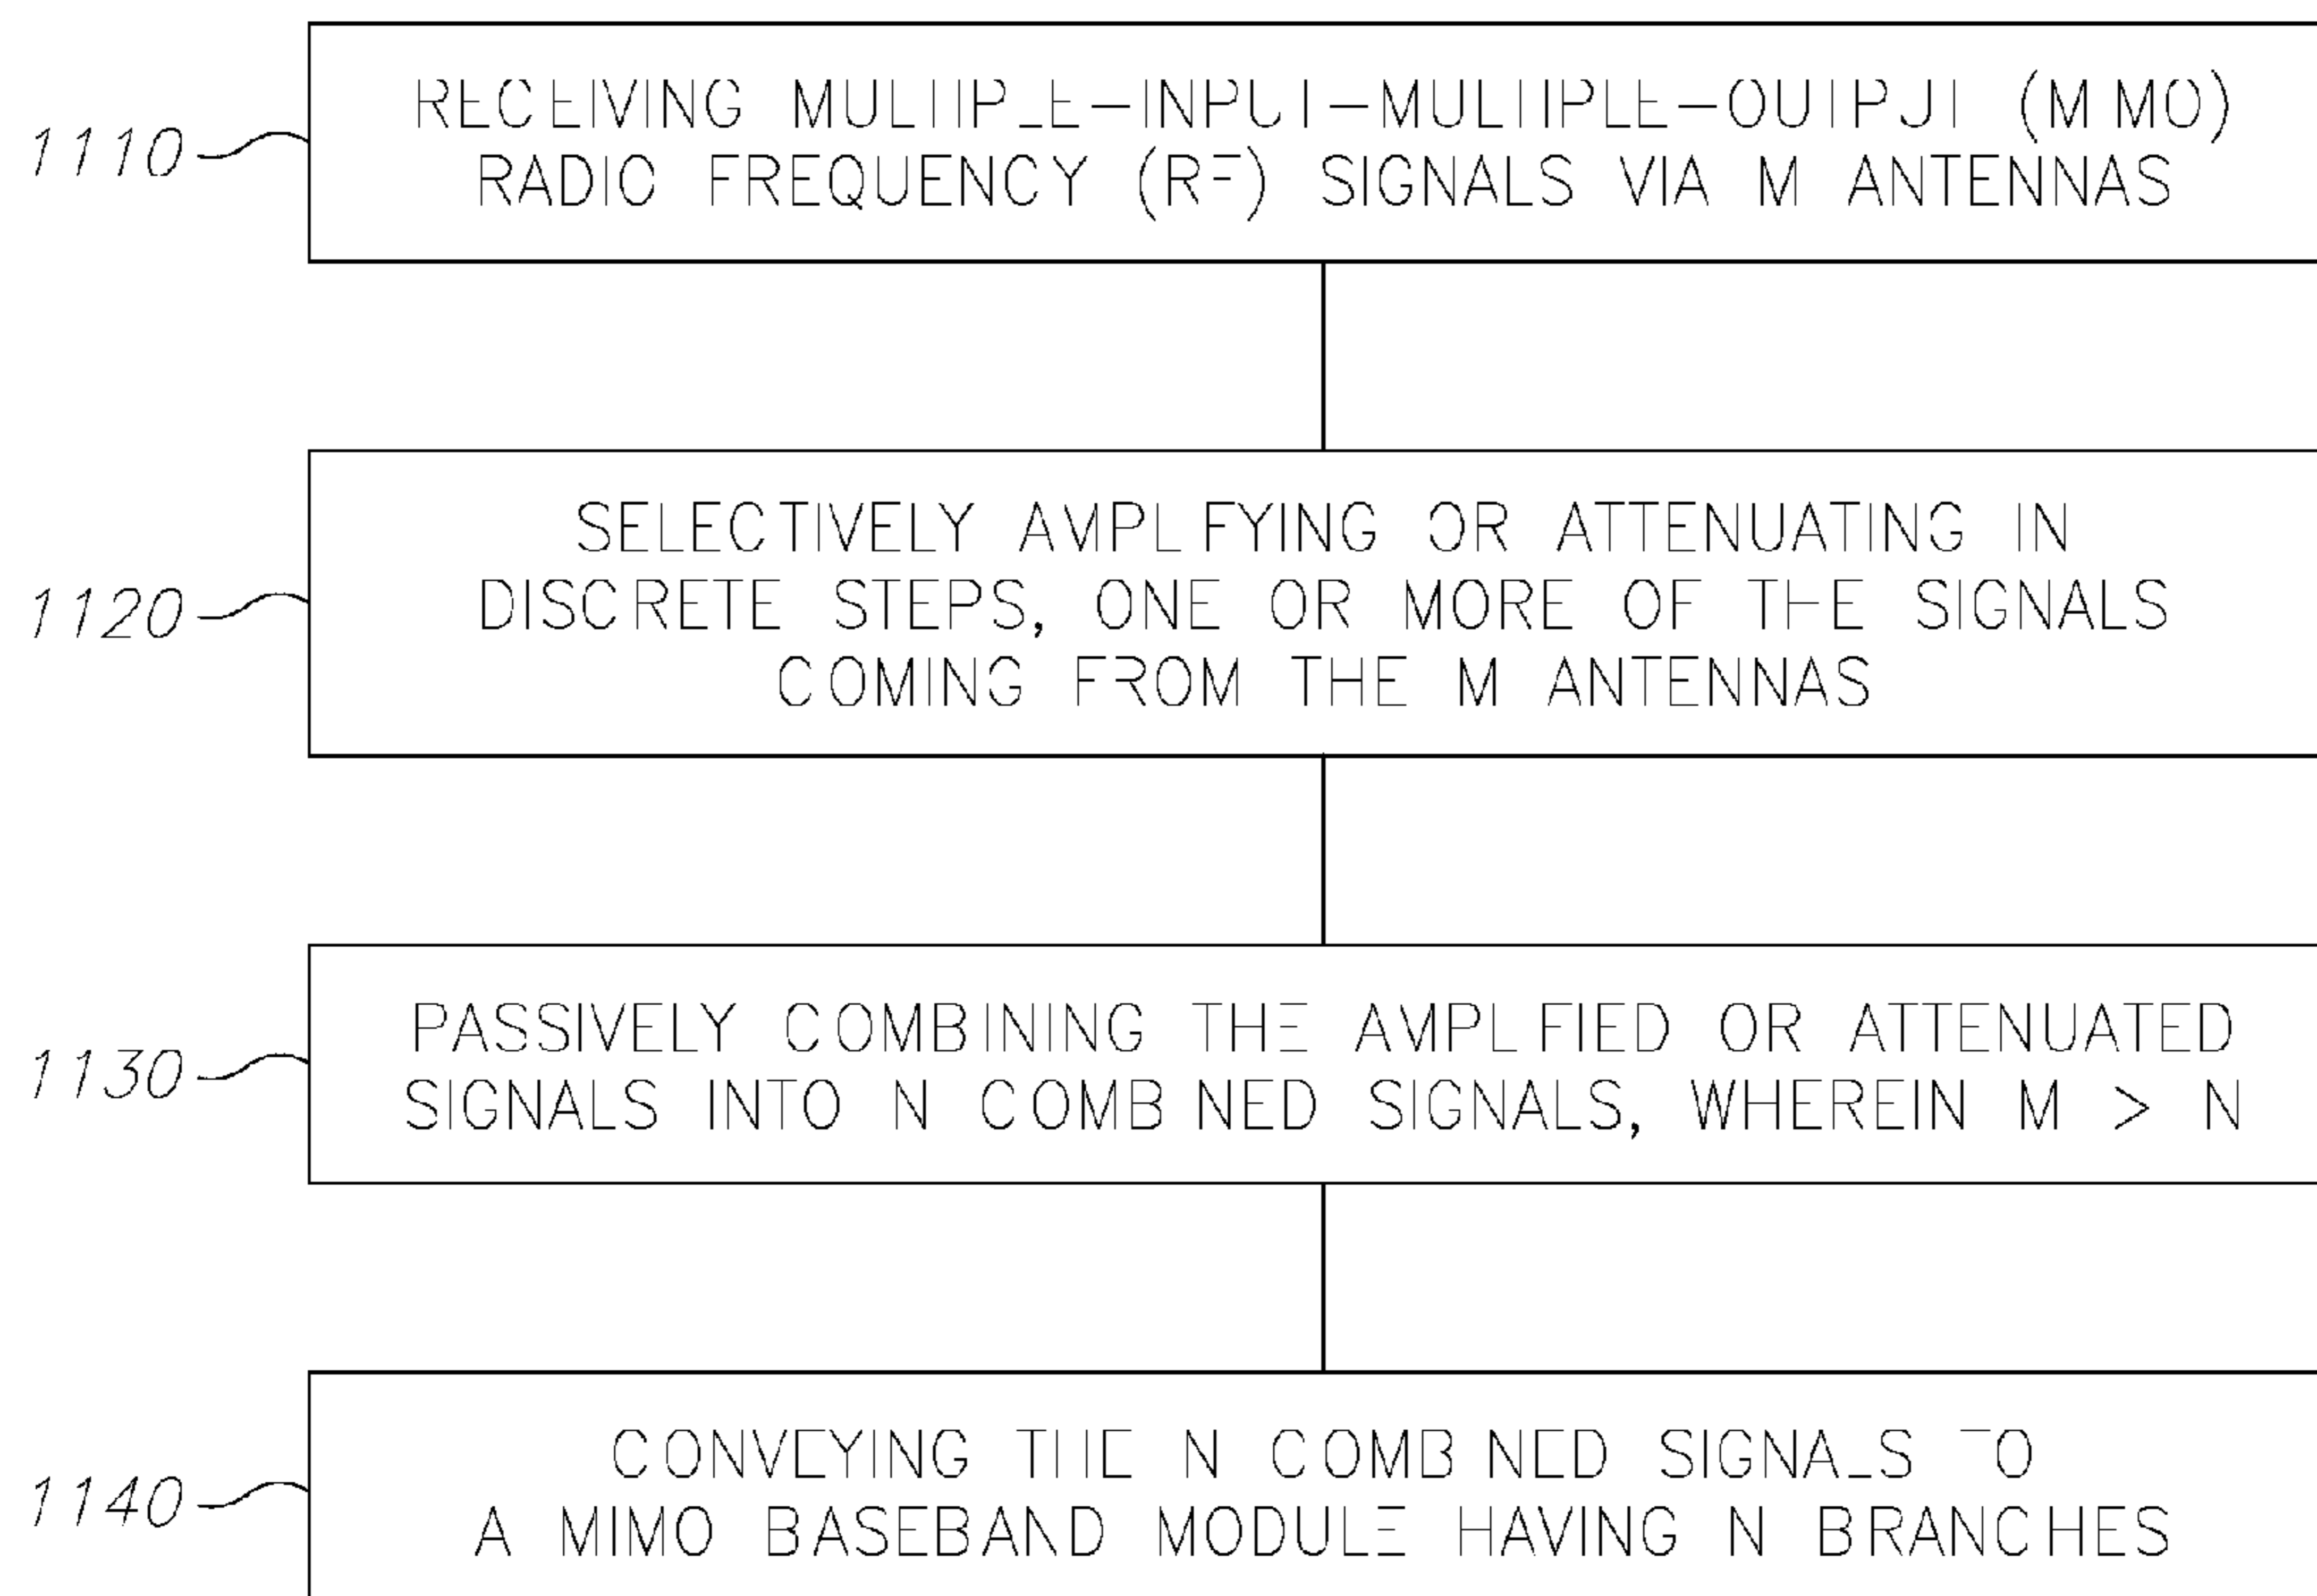 1110
RECEIVING MULTIPLE-INPUT-MULTIPLE-OUTPUT (MIMO)
RADIO FREQUENCY (RF) SIGNALS VIA M ANTENNAS
1120
SELECTIVELY AMPLIFYING OR ATTENUATING IN
DISCRETE STEPS, ONE OR MORE OF THE SIGNALS
COMING FROM THE M ANTENNAS
1130
PASSIVELY COMBINING THE AMPLIFIED OR ATTENUATED
SIGNALS INTO N COMBINED SIGNALS, WHEREIN M > N
1140
CONVEYING THE N COMBINED SIGNALS TO
A MIMO BASEBAND MODULE HAVING N BRANCHES